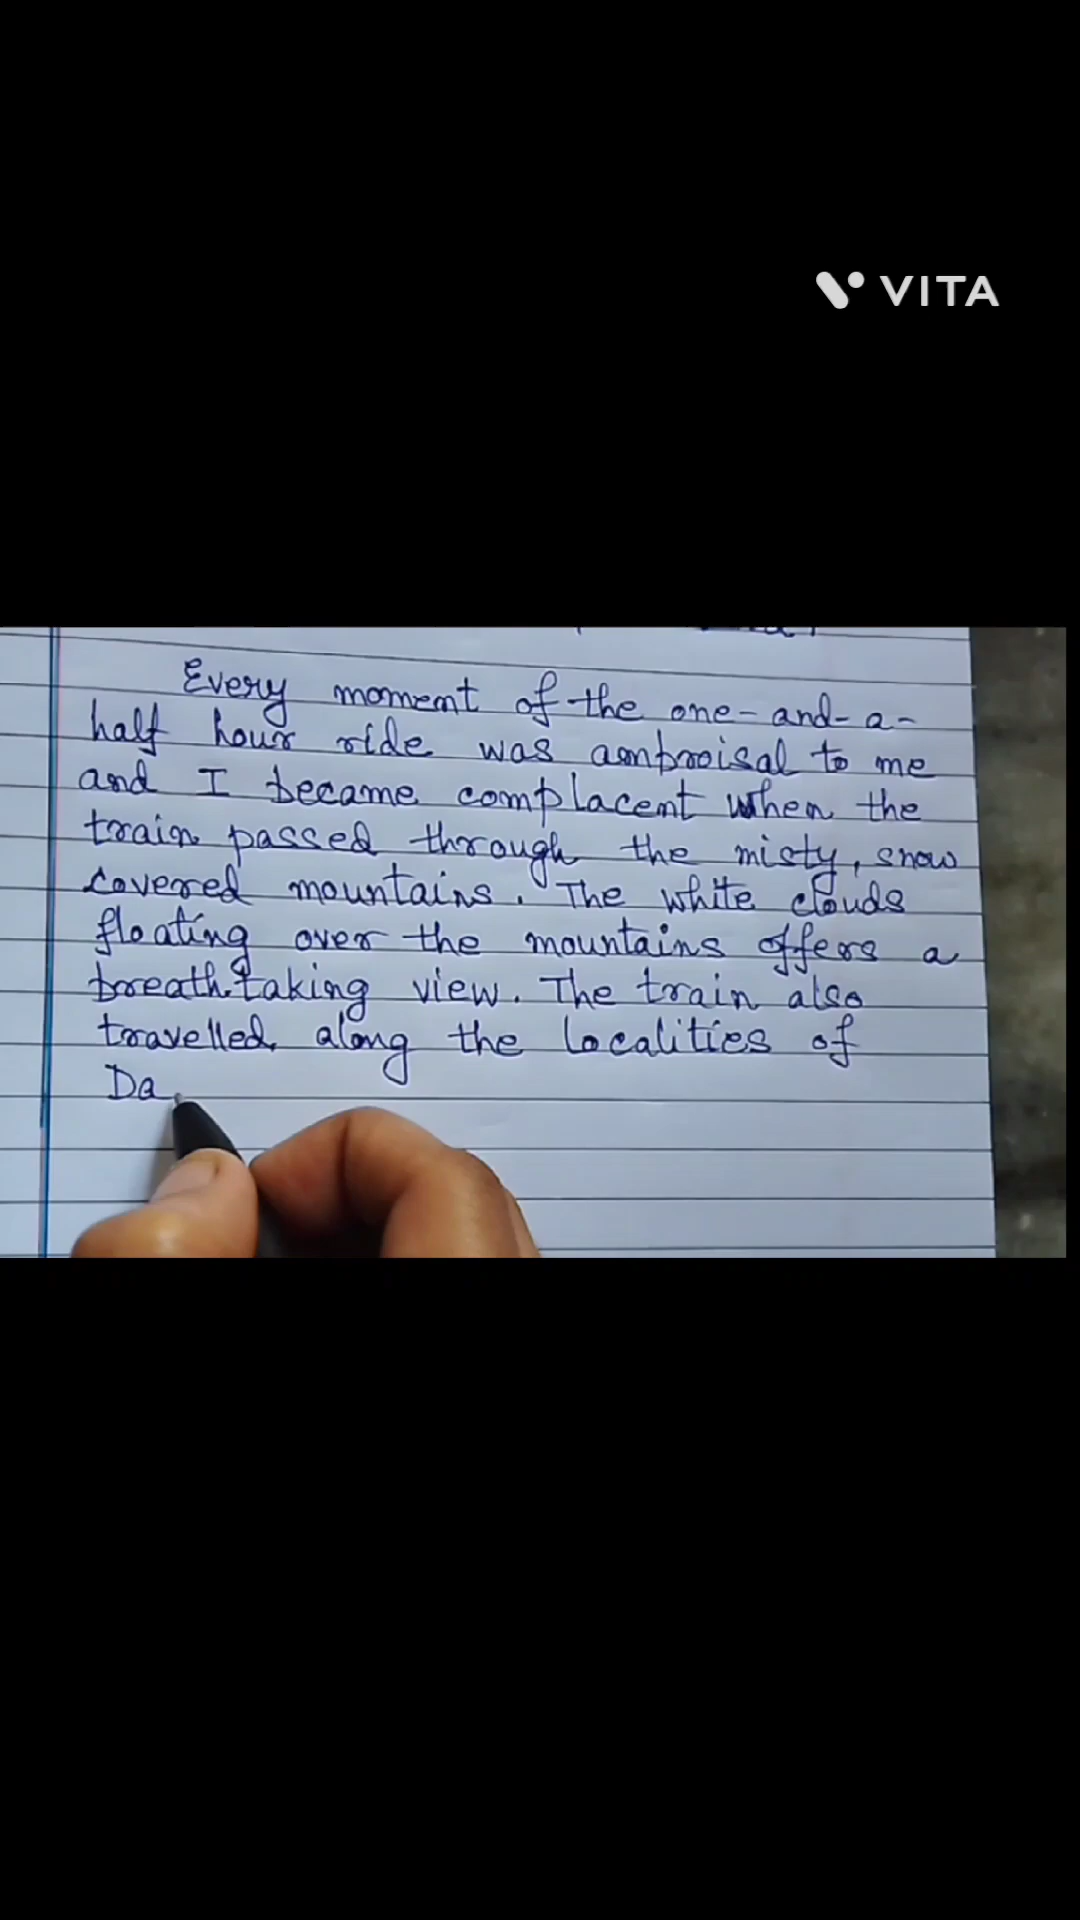 VITA
Every moment of the one-and-a-
half hour ride was ambroisal to me
and I became complacent when the
train passed through the misty, snow
covered mountains. The white clouds
floating over the mountains offers a
breathtaking view. The train also
travelled along the localities of
Da